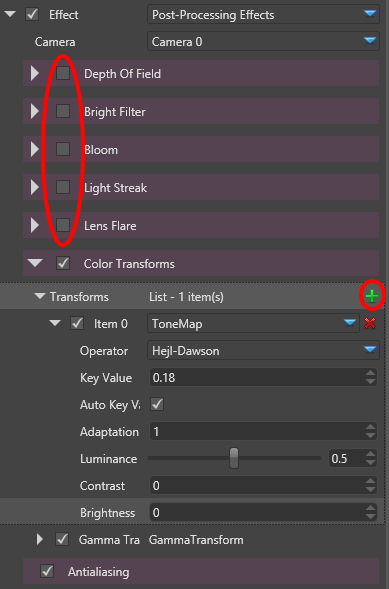 Effect Post-Processing Effects
Camera Camera 0
Depth Of Field
Bright Filter
Bloom
Light Streak
Lens Flare
Color Transforms
Transforms List - 1 item(s)
Item 0 ToneMap
Operator Hejl-Dawson
Key Value 0.18
Auto Key V
Adaptation 1
Luminance 0.5
Contrast 0
Brightness 0
Gamma Tra GammaTransform
Antialiasing